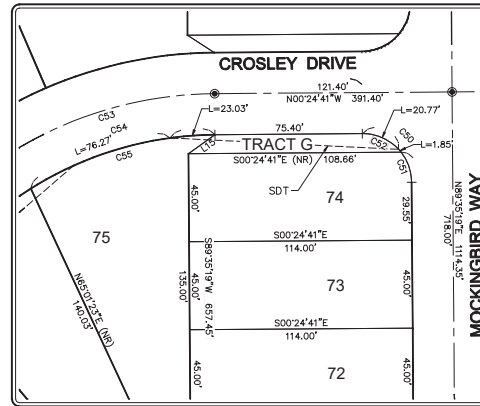 CROSLEY DRIVE
121.40'
N00°24'41"W 391.40'
C53
C54
L=76.27'
C55
L=23.03'
75.40'
L=20.77'
C50
L=1.85'
L15
TRACT G
C52
C51
S00°24'41"E (NR)
108.66'
SDT
74
45.00'
29.55'
75
N65°01'23"E (NR)
140.03'
S89°35'19"W 657.45'
135.00'
S00°24'41"E
114.00'
73
45.00'
45.00'
S00°24'41"E
114.00'
72
45.00'
45.00'
N89°35'19"E 1114.35'
718.00'
MOCKINGBIRD WAY